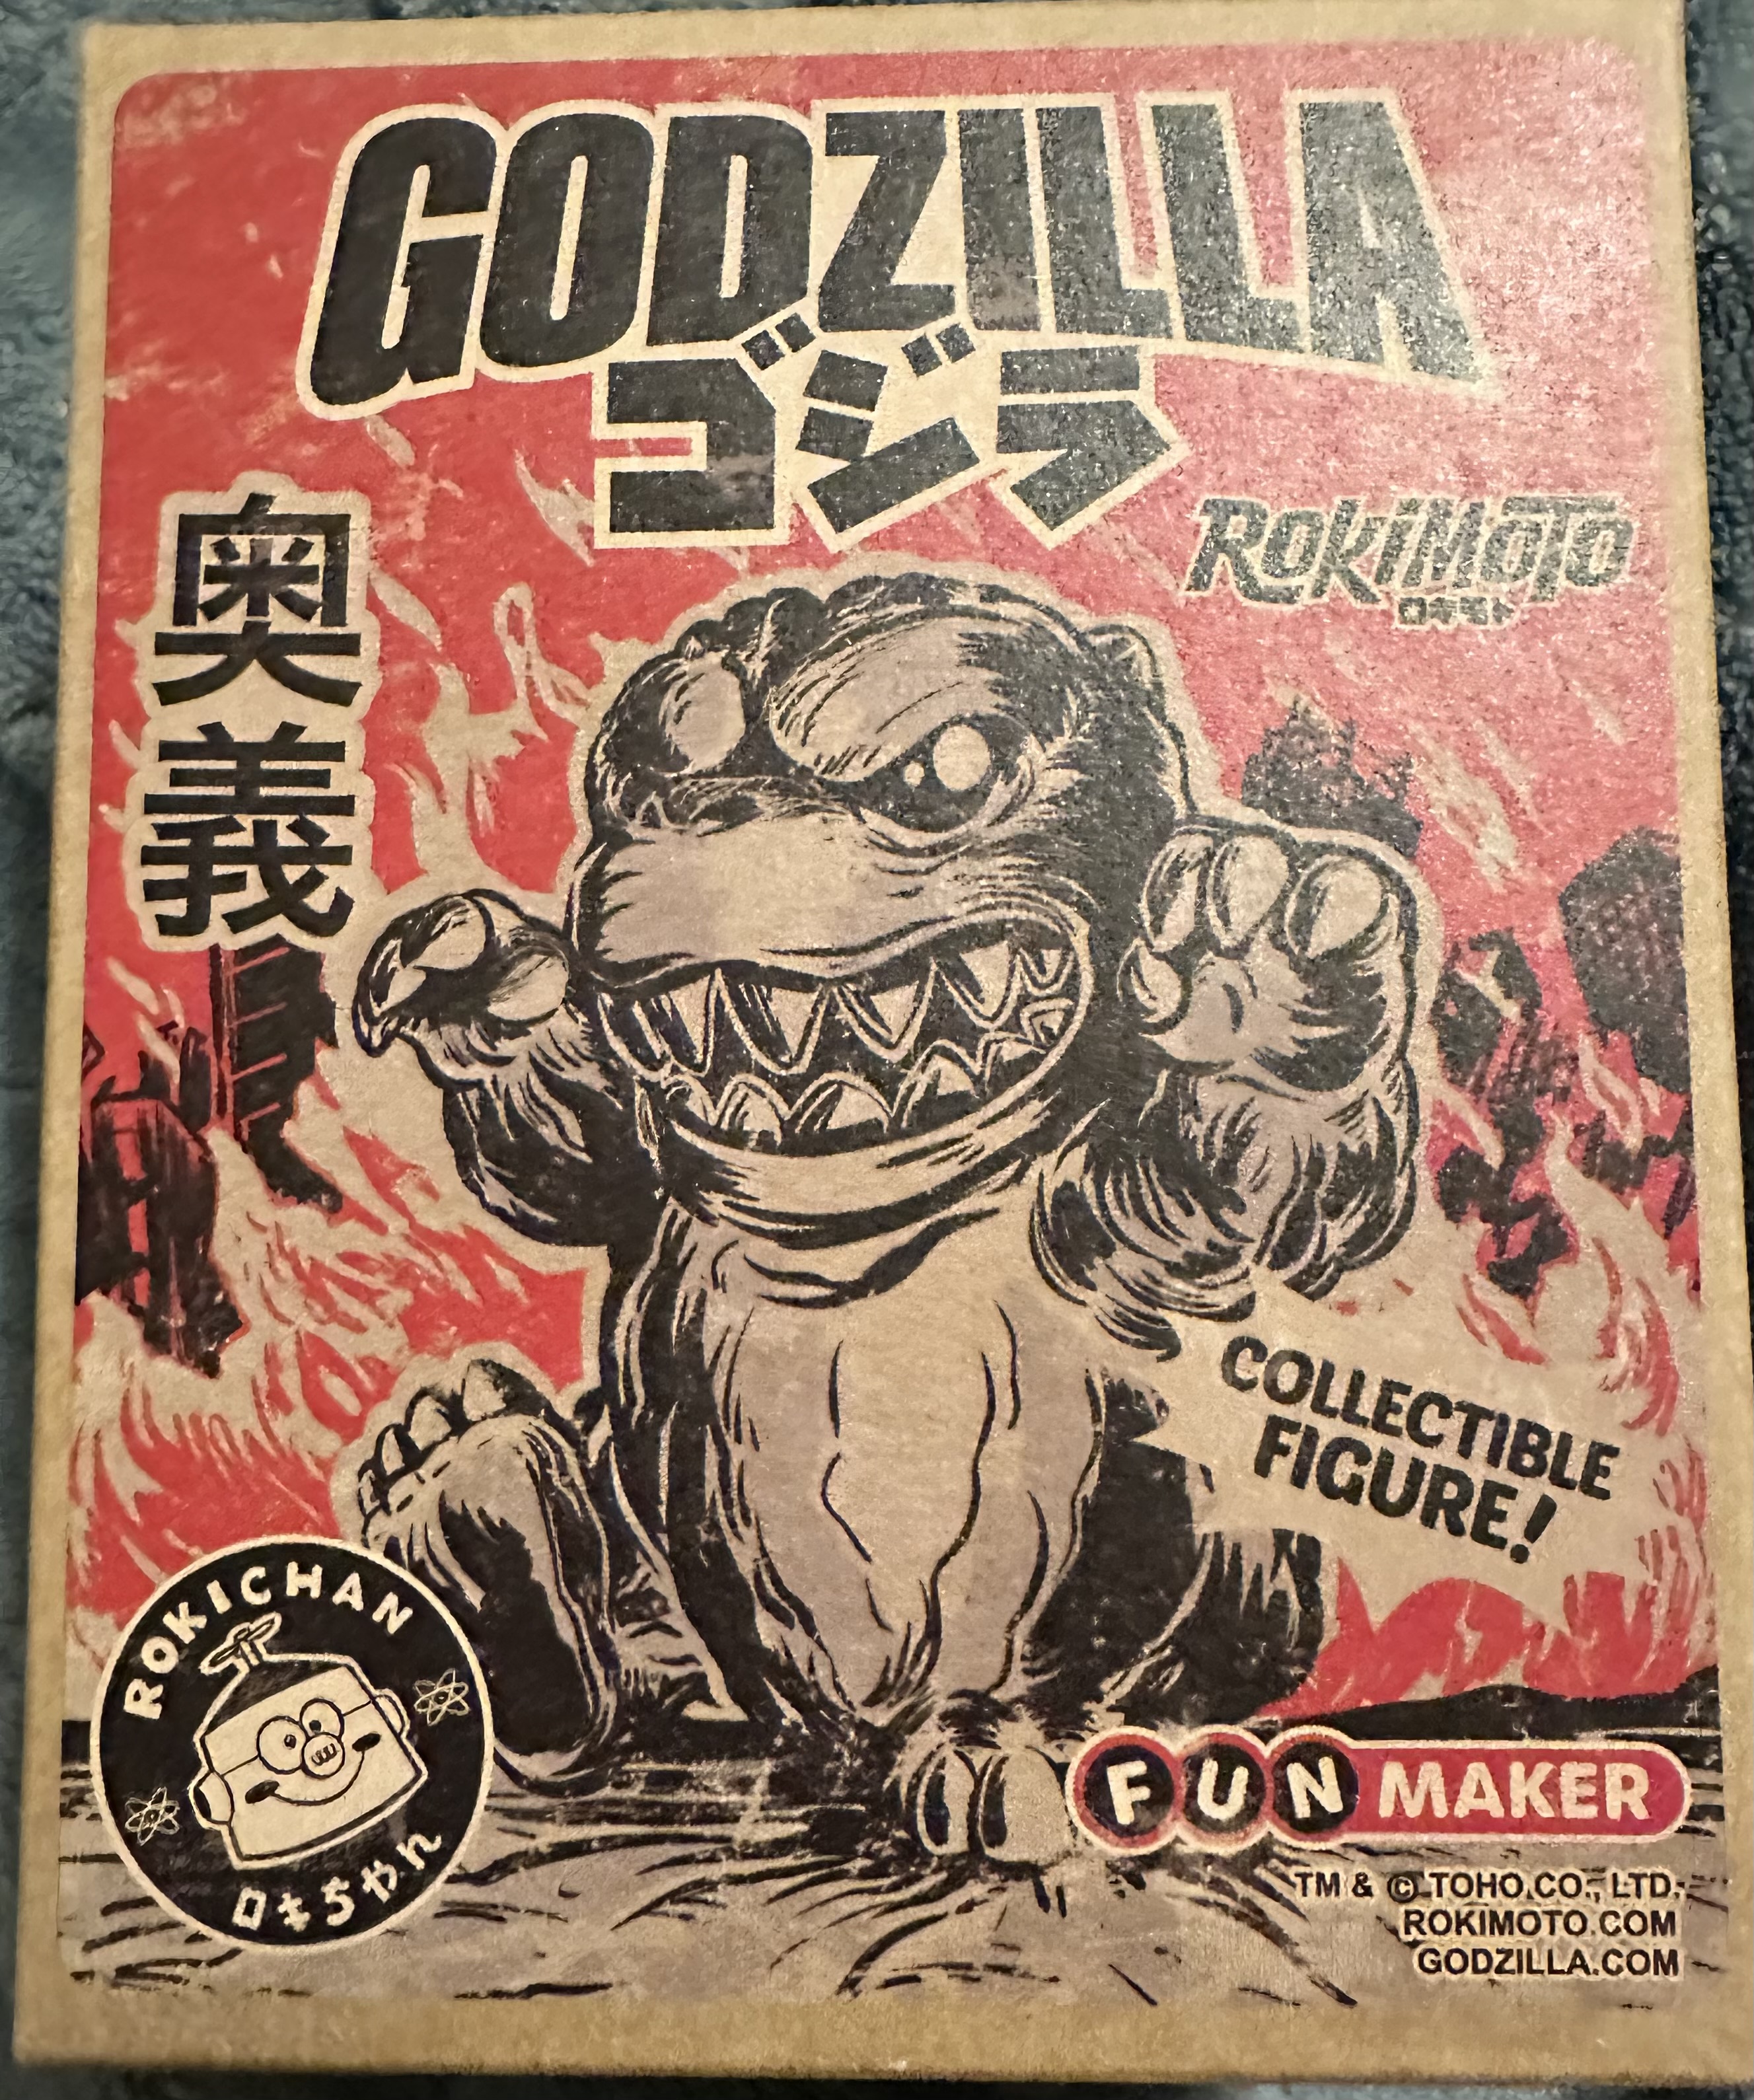 GODZILLA
ゴジラ
ROKIMOTO
ロキモト
奥義
COLLECTIBLE
FIGURE!
ROKICHAN
ロキちゃん
FUN MAKER
TM & © TOHO CO., LTD.
ROKIMOTO.COM
GODZILLA.COM